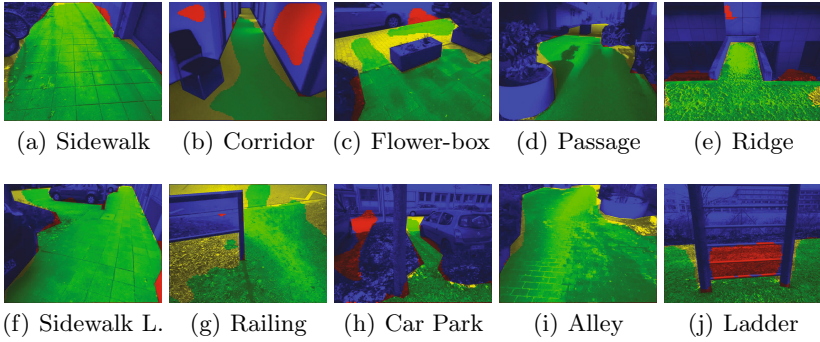 (a) Sidewalk (b) Corridor (c) Flower-box (d) Passage (e) Ridge
(f) Sidewalk L. (g) Railing (h) Car Park (i) Alley (j) Ladder